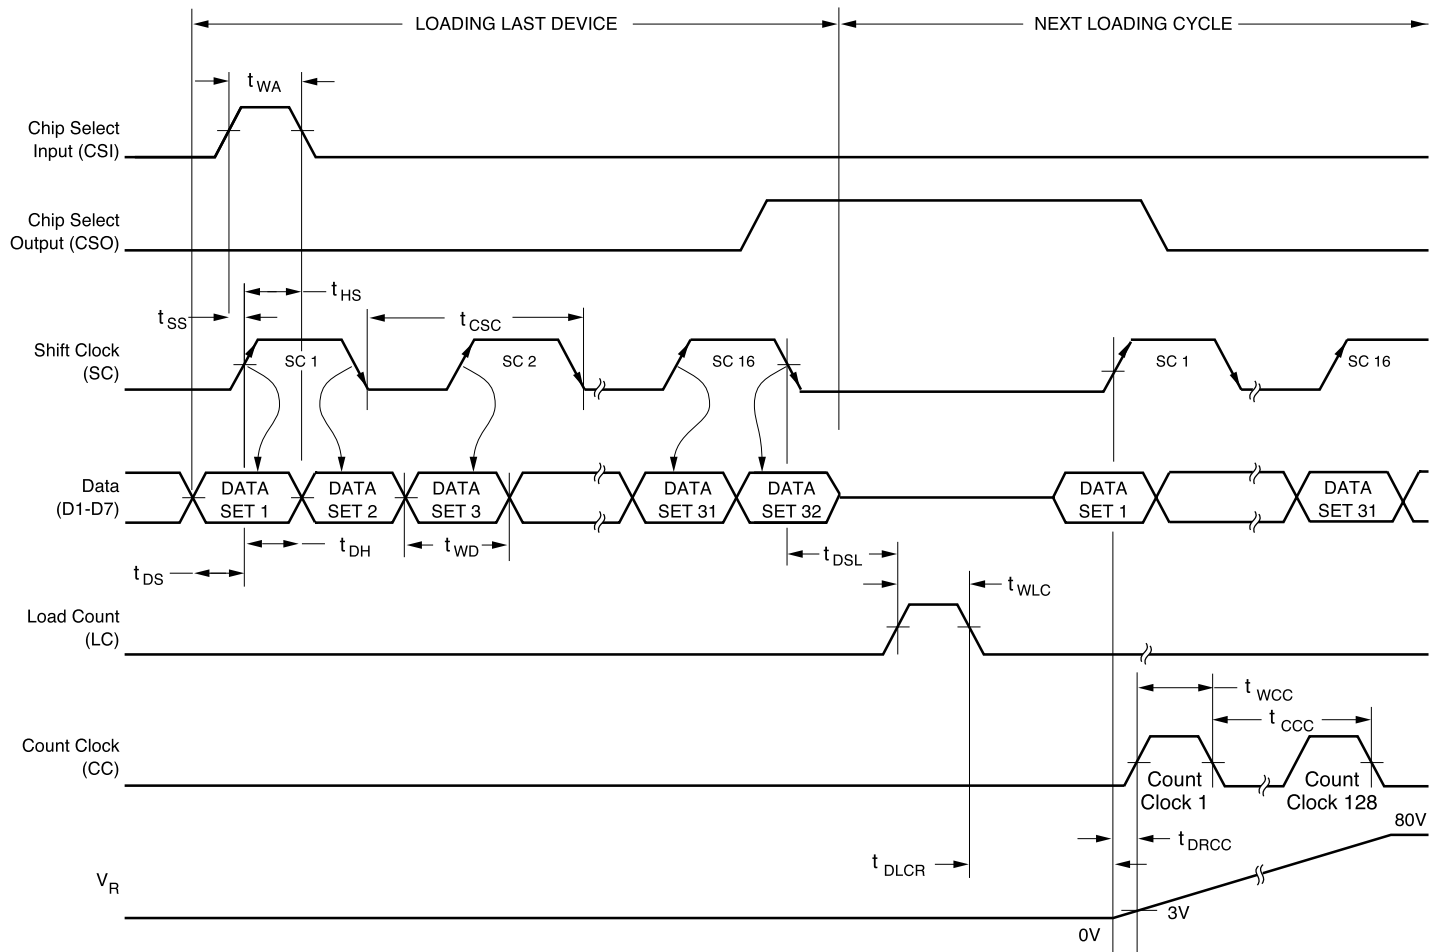 LOADING LAST DEVICE
NEXT LOADING CYCLE
t WA
Chip Select
Input (CSI)
Chip Select
Output (CSO)
t HS
t SS
t CSC
Shift Clock
(SC)
SC 1
SC 2
SC 16
SC 1
SC 16
Data
(D1-D7)
DATA
SET 1
DATA
SET 2
DATA
SET 3
DATA
SET 31
DATA
SET 32
DATA
SET 1
DATA
SET 31
t DH
t WD
t DSL
t DS
t WLC
Load Count
(LC)
t WCC
t CCC
Count Clock
(CC)
Count
Clock 1
Count
Clock 128
80V
t DRCC
t DLCR
VR
3V
0V